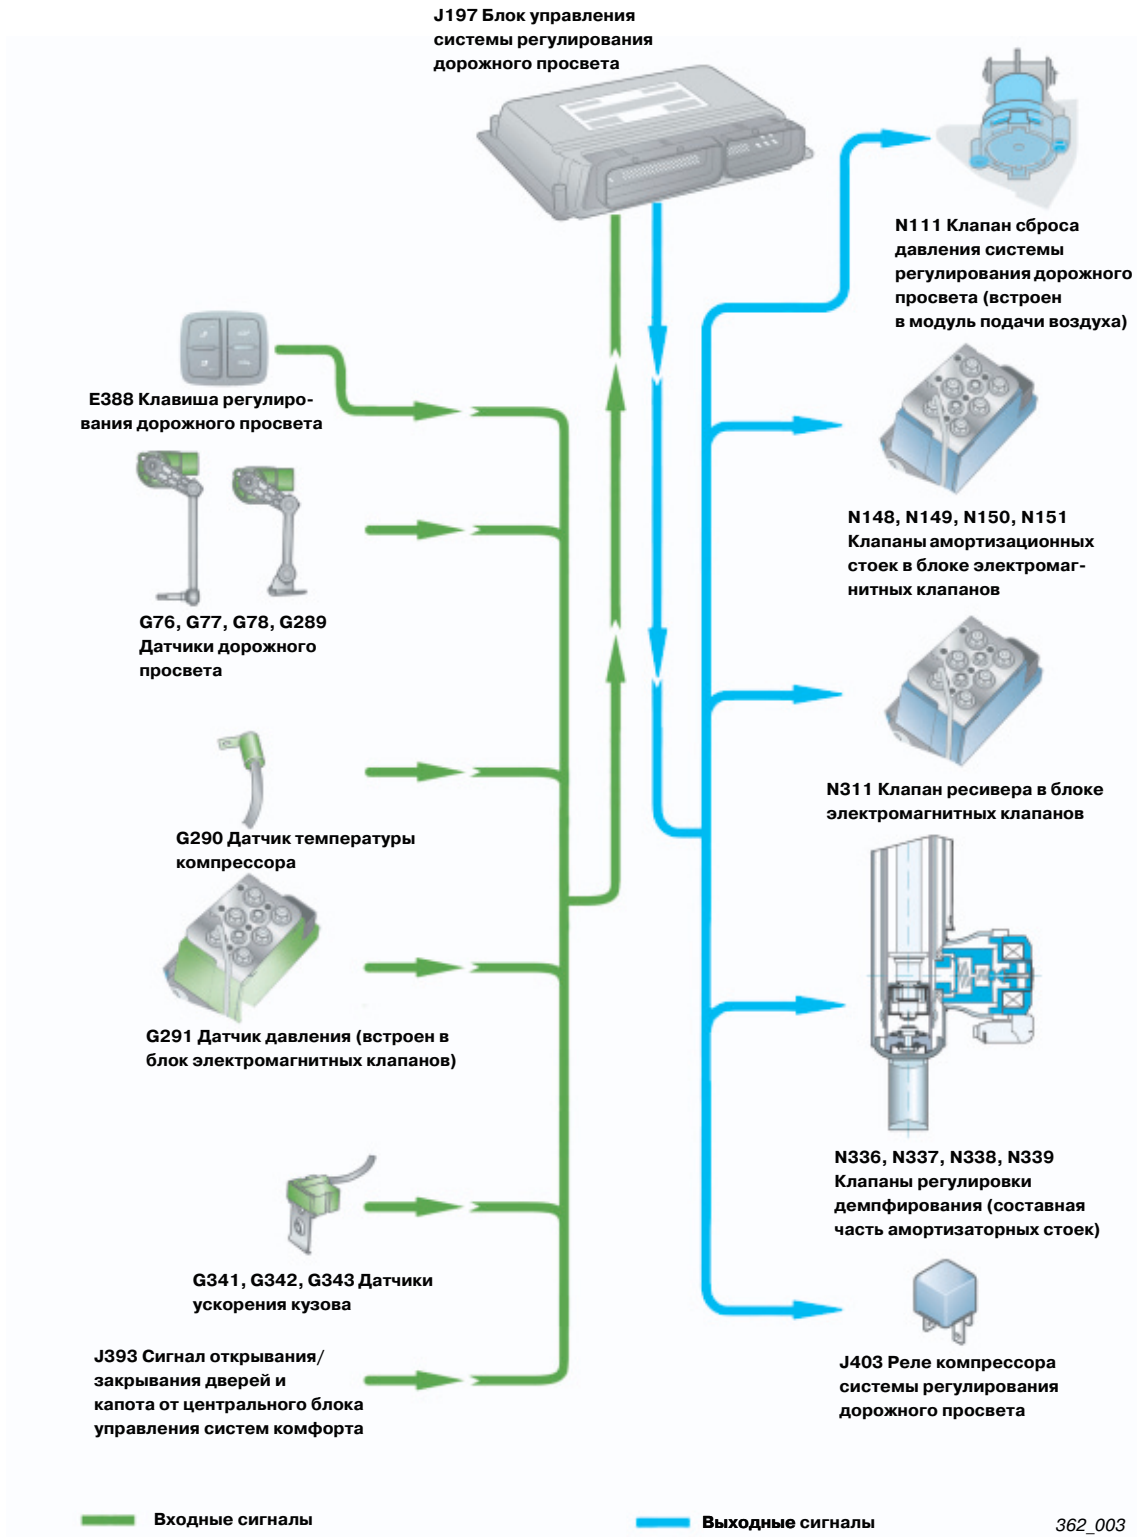 J197 Блок управления
системы регулирования
дорожного просвета
N111 Клапан сброса
давления системы
регулирования дорожного
просвета (встроен
в модуль подачи воздуха)
E388 Клавиша регулиро-
вания дорожного просвета
N148, N149, N150, N151
Клапаны амортизационных
стоек в блоке электромаг-
нитных клапанов
G76, G77, G78, G289
Датчики дорожного
просвета
N311 Клапан ресивера в блоке
электромагнитных клапанов
G290 Датчик температуры
компрессора
G291 Датчик давления (встроен в
блок электромагнитных клапанов)
N336, N337, N338, N339
Клапаны регулировки
демпфирования (составная
часть амортизаторных стоек)
G341, G342, G343 Датчики
ускорения кузова
J393 Сигнал открывания/
закрывания дверей и
капота от центрального блока
управления систем комфорта
J403 Реле компрессора
системы регулирования
дорожного просвета
Входные сигналы
Выходные сигналы
362_003